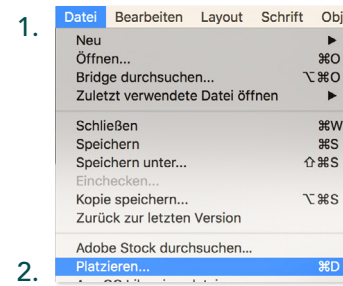 1.
Datei Bearbeiten Layout Schrift Obj
Neu ▶
Öffnen... ⌘O
Bridge durchsuchen... ⌥⌘O
Zuletzt verwendete Datei öffnen ▶
Schließen ⌘W
Speichern ⌘S
Speichern unter... ⇧⌘S
Einchecken...
Kopie speichern... ⌥⌘S
Zurück zur letzten Version
Adobe Stock durchsuchen...
2. Platzieren... ⌘D